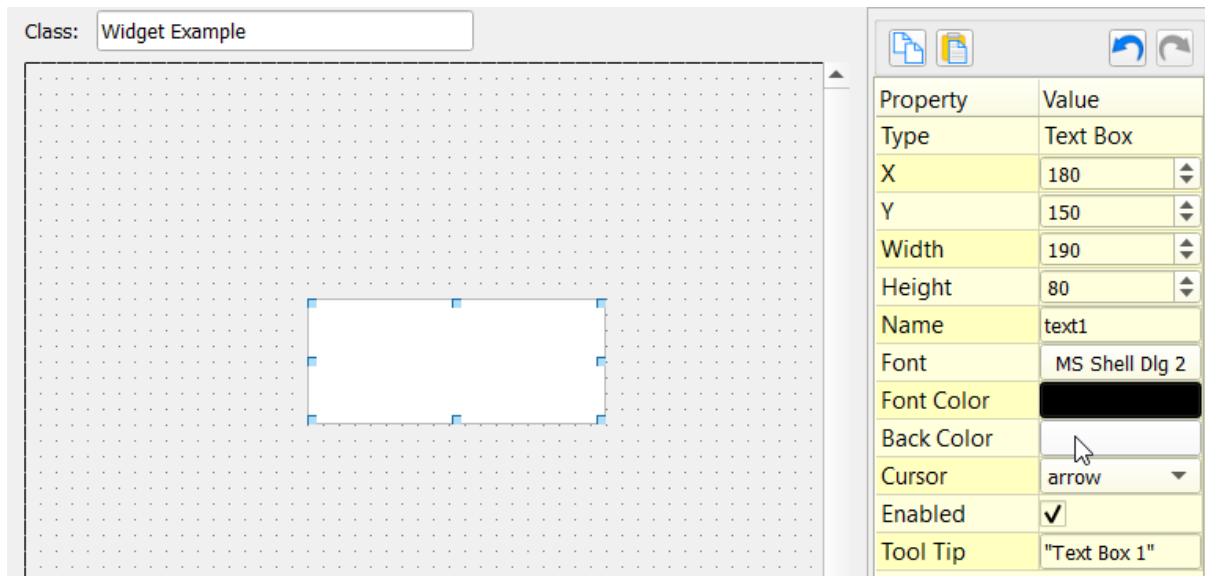 Class: Widget Example
Property Value
Type Text Box
X 180
Y 150
Width 190
Height 80
Name text1
Font MS Shell Dlg 2
Font Color
Back Color
Cursor arrow
Enabled
Tool Tip "Text Box 1"